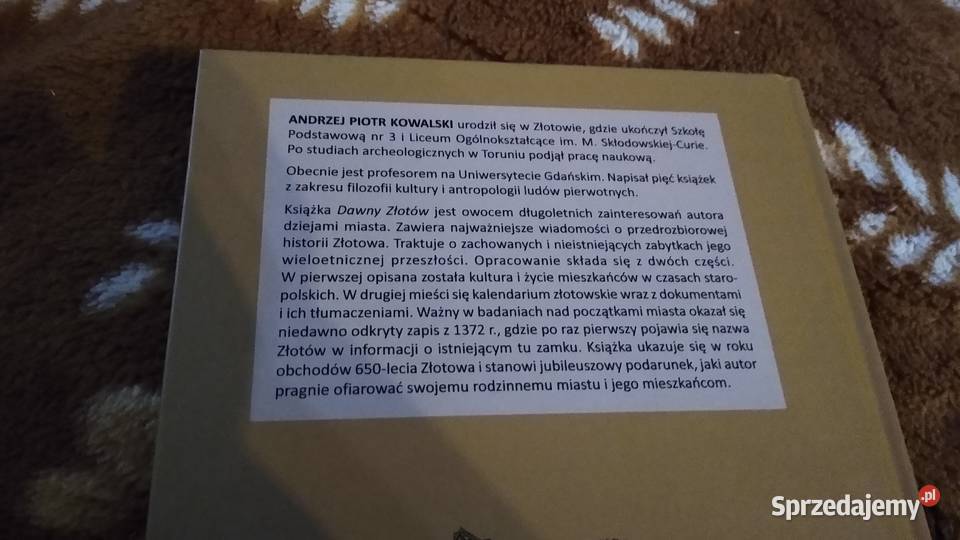 ANDRZEJ PIOTR KOWALSKI urodził się w Złotowie, gdzie ukończył Szkołę
Podstawową nr 3 i Liceum Ogólnokształcące im. M. Skłodowskiej-Curie.
Po studiach archeologicznych w Toruniu podjął pracę naukową.
Obecnie jest profesorem na Uniwersytecie Gdańskim. Napisał pięć książek
z zakresu filozofii kultury i antropologii ludów pierwotnych.
Książka Dawny Złotów jest owocem długoletnich zainteresowań autora
dziejami miasta. Zawiera najważniejsze wiadomości o przedrozbiorowej
historii Złotowa. Traktuje o zachowanych i nieistniejących zabytkach jego
wieloetnicznej przeszłości. Opracowanie składa się z dwóch części.
W pierwszej opisana została kultura i życie mieszkańców w czasach staro-
polskich. W drugiej mieści się kalendarium złotowskie wraz z dokumentami
i ich tłumaczeniami. Ważny w badaniach nad początkami miasta okazał się
niedawno odkryty zapis z 1372 r., gdzie po raz pierwszy pojawia się nazwa
Złotów w informacji o istniejącym tu zamku. Książka ukazuje się w roku
obchodów 650-lecia Złotowa i stanowi jubileuszowy podarunek, jaki autor
pragnie ofiarować swojemu rodzinnemu miastu i jego mieszkańcom.
Sprzedajemy.pl